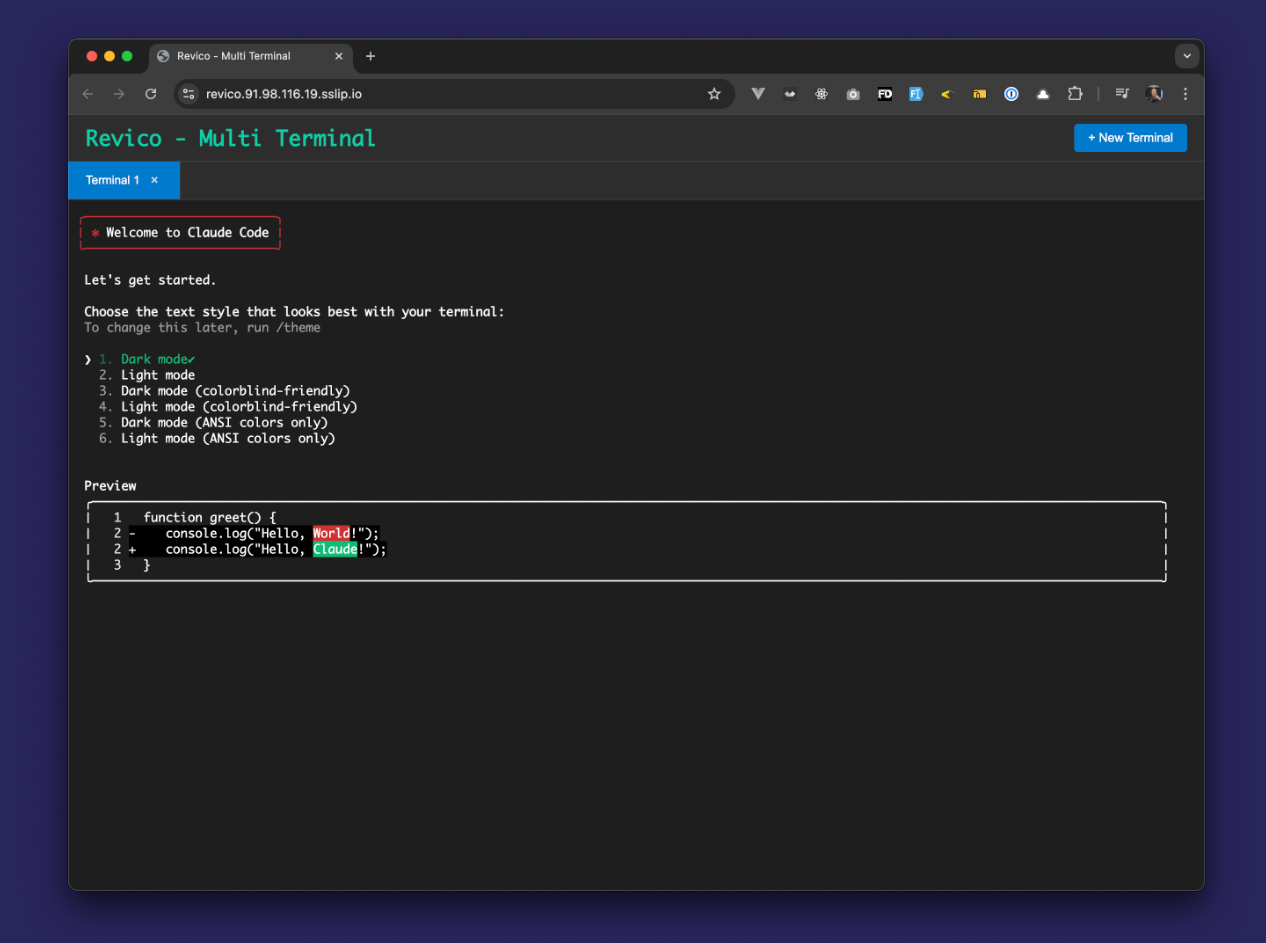 Revico - Multi Terminal
revico.91.98.116.19.sslip.io
FD
Revico - Multi Terminal
+ New Terminal
Terminal 1 ×
* Welcome to Claude Code
Let's get started.
Choose the text style that looks best with your terminal:
To change this later, run /theme
❯ 1. Dark mode✔
2. Light mode
3. Dark mode (colorblind-friendly)
4. Light mode (colorblind-friendly)
5. Dark mode (ANSI colors only)
6. Light mode (ANSI colors only)
Preview
1 function greet() {
2 - console.log("Hello, World!");
2 + console.log("Hello, Claude!");
3 }